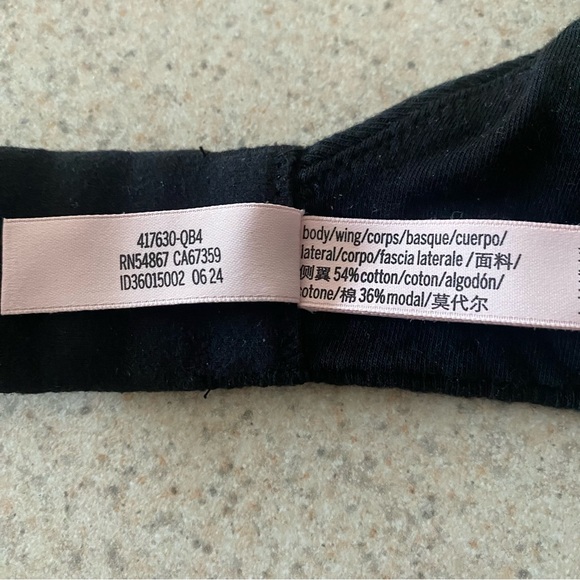 417630-QB4
RN54867 CA67359
ID36015002 06 24
body/wing/corps/basque/cuerpo/
lateral/corpo/fascia laterale /面料/
侧翼 54% cotton/coton/algodón/
cotone/棉 36% modal/莫代尔